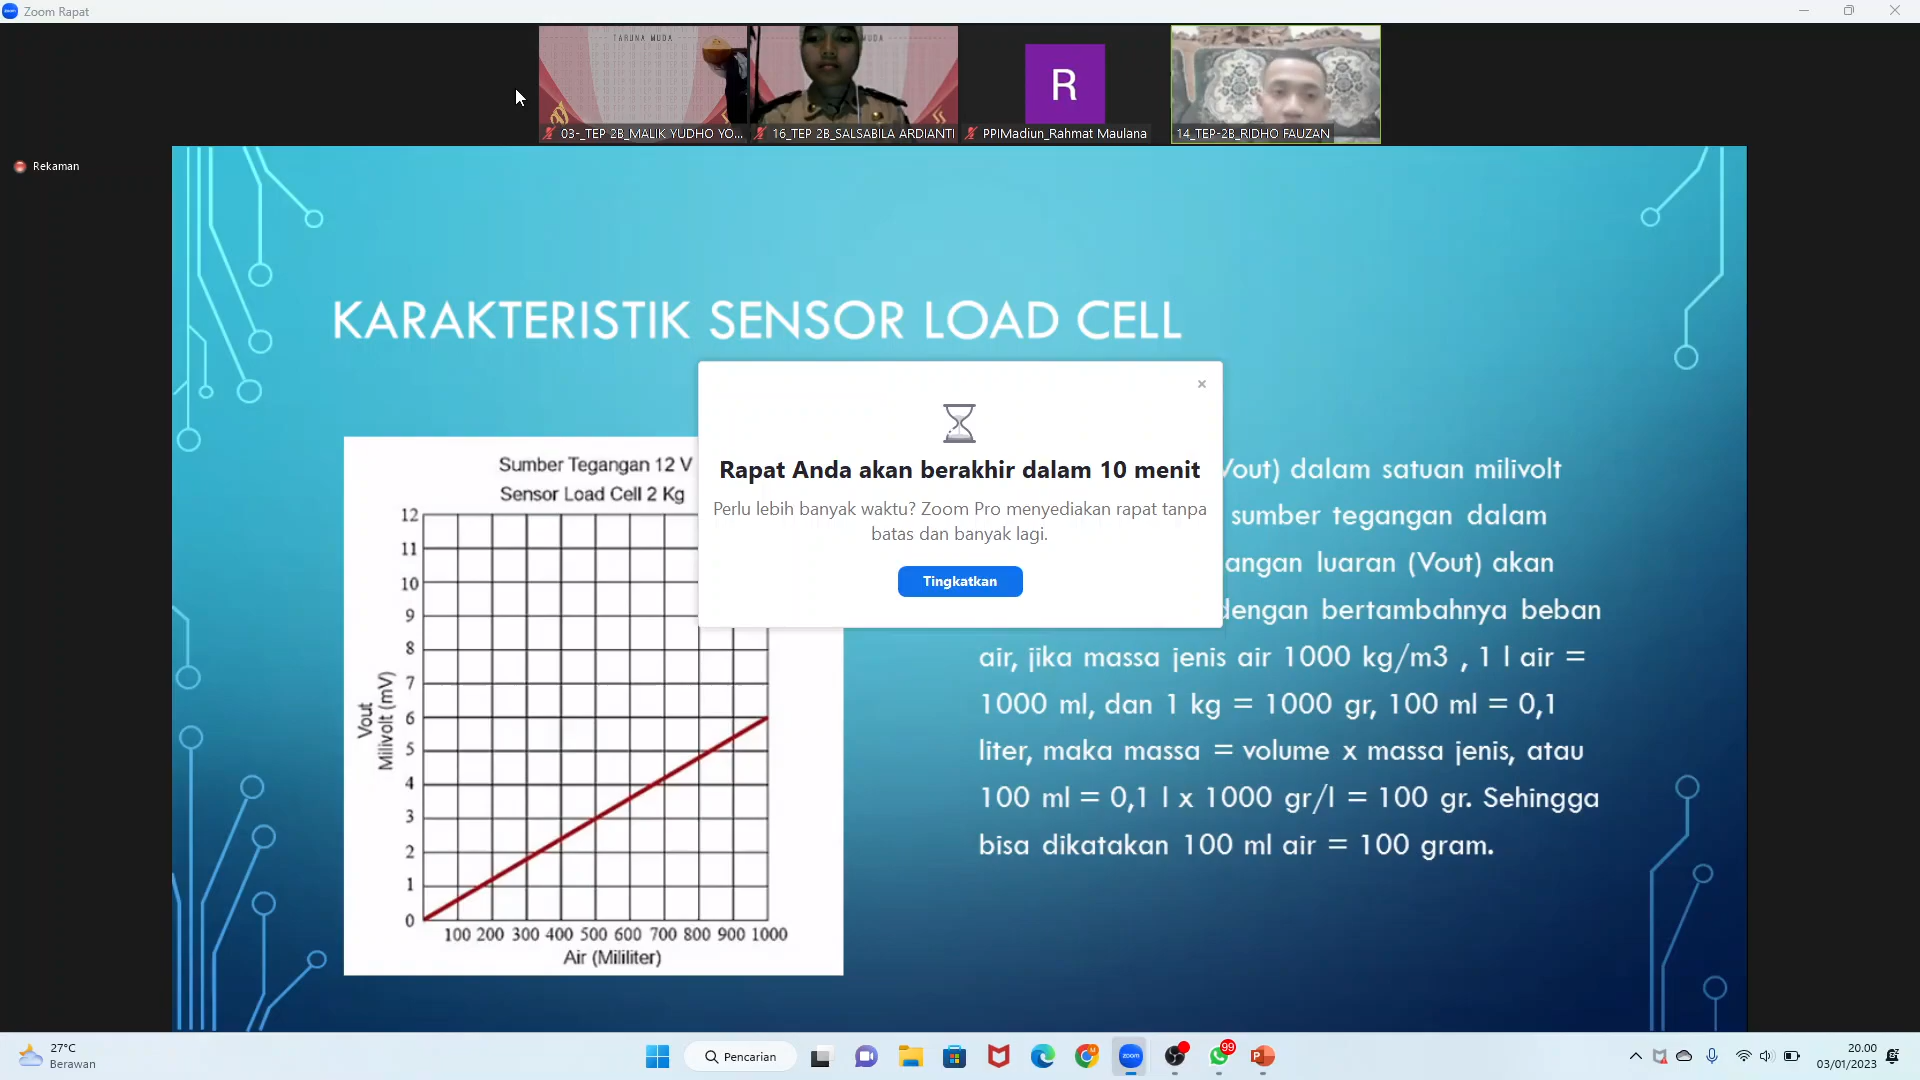 Zoom Rapat
TARUNA MUDA
MUDA
R
03-_TEP 2B_MALIK YUDHO YO...
16_TEP 2B_SALSABILA ARDIANTI
PPIMadiun_Rahmat Maulana
14_TEP-2B_RIDHO FAUZAN
Rekaman
KARAKTERISTIK SENSOR LOAD CELL
Sumber Tegangan 12 V
Sensor Load Cell 2 Kg
12
11
10
9
8
7
6
5
4
3
2
1
0
Vout
Milivolt (mV)
100 200 300 400 500 600 700 800 900 1000
Air (Mililiter)
Rapat Anda akan berakhir dalam 10 menit
Perlu lebih banyak waktu? Zoom Pro menyediakan rapat tanpa
batas dan banyak lagi.
Tingkatkan
Vout) dalam satuan milivolt
sumber tegangan dalam
angan luaran (Vout) akan
dengan bertambahnya beban
air, jika massa jenis air 1000 kg/m3 , 1 l air =
1000 ml, dan 1 kg = 1000 gr, 100 ml = 0,1
liter, maka massa = volume x massa jenis, atau
100 ml = 0,1 l x 1000 gr/l = 100 gr. Sehingga
bisa dikatakan 100 ml air = 100 gram.
27°C
Berawan
Pencarian
zoom
99
20.00
03/01/2023